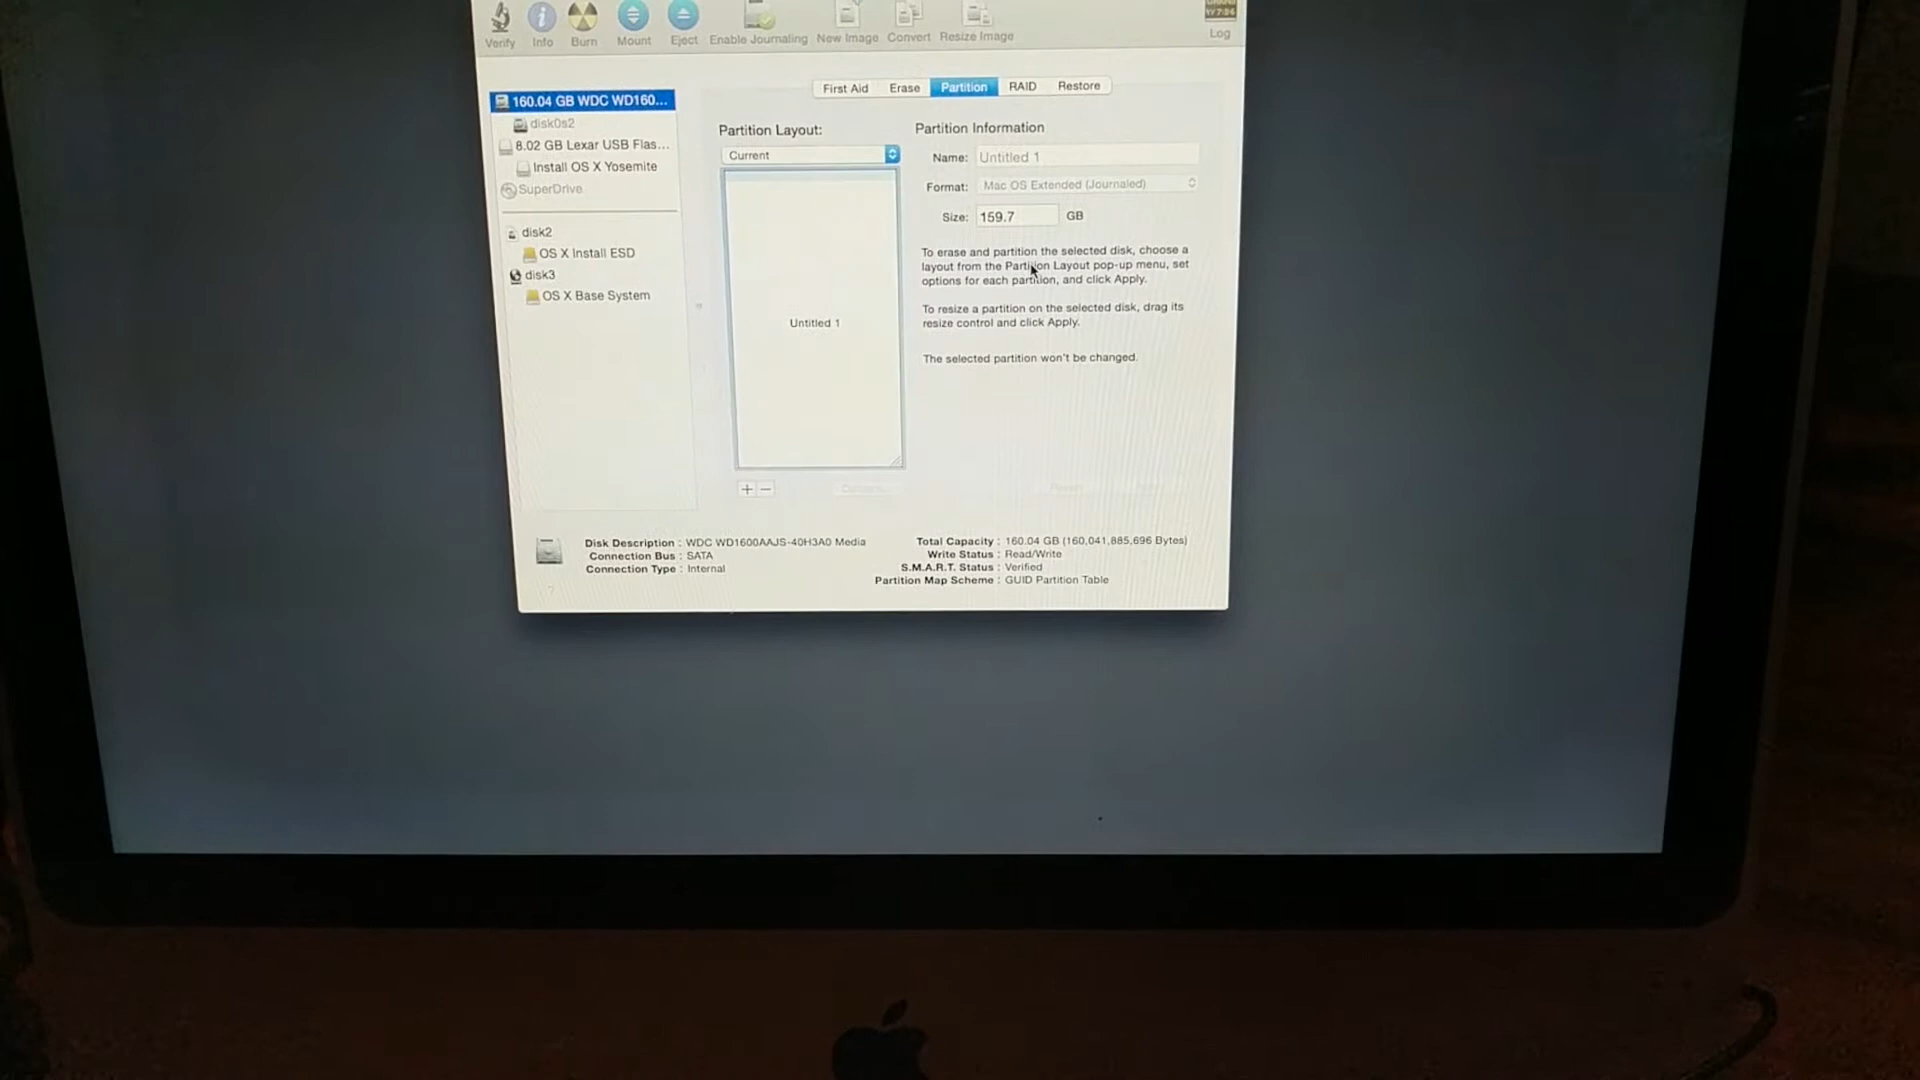 Verify Info Burn Mount Eject Enable Journaling New Image Convert Resize Image Log
First Aid Erase Partition RAID Restore
160.04 GB WDC WD160...
disk0s2
8.02 GB Lexar USB Flas...
Install OS X Yosemite
SuperDrive
disk2
OS X Install ESD
disk3
OS X Base System
Partition Layout:
Current
Untitled 1
+ −
Partition Information
Name: Untitled 1
Format: Mac OS Extended (Journaled)
Size: 159.7 GB
To erase and partition the selected disk, choose a
layout from the Partition Layout pop-up menu, set
options for each partition, and click Apply.
To resize a partition on the selected disk, drag its
resize control and click Apply.
The selected partition won't be changed.
Disk Description : WDC WD1600AAJS-40H3A0 Media
Connection Bus : SATA
Connection Type : Internal
Total Capacity : 160.04 GB (160,041,885,696 Bytes)
Write Status : Read/Write
S.M.A.R.T. Status : Verified
Partition Map Scheme : GUID Partition Table